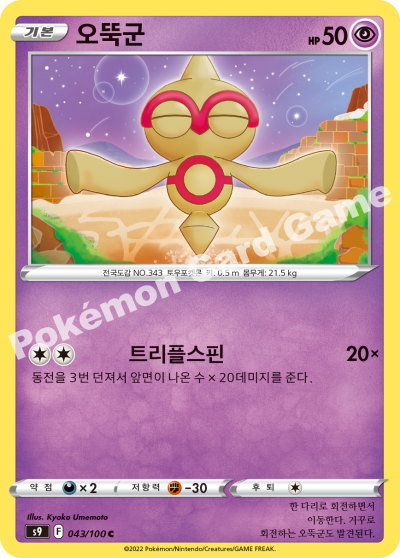 기본 오뚝군 HP 50
전국도감 NO.343 토우포켓몬 키: 0.5 m 몸무게: 21.5 kg
Pokémon Card Game
트리플스핀 20×
동전을 3번 던져서 앞면이 나온 수 × 20데미지를 준다.
약점 ×2 저항력 -30 후퇴
Illus. Kyoko Umemoto
s9 F 043/100 C
한 다리로 회전하면서
이동한다. 거꾸로
회전하는 오뚝군도 발견된다.
©2022 Pokémon/Nintendo/Creatures/GAME FREAK.